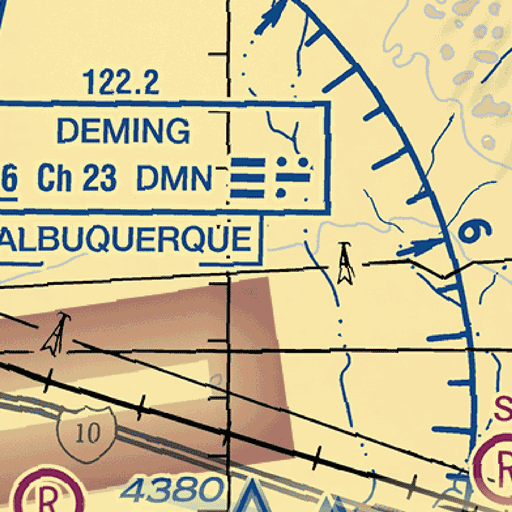 122.2
DEMING
6 Ch 23 DMN
ALBUQUERQUE
6
10
S
R
R
4380